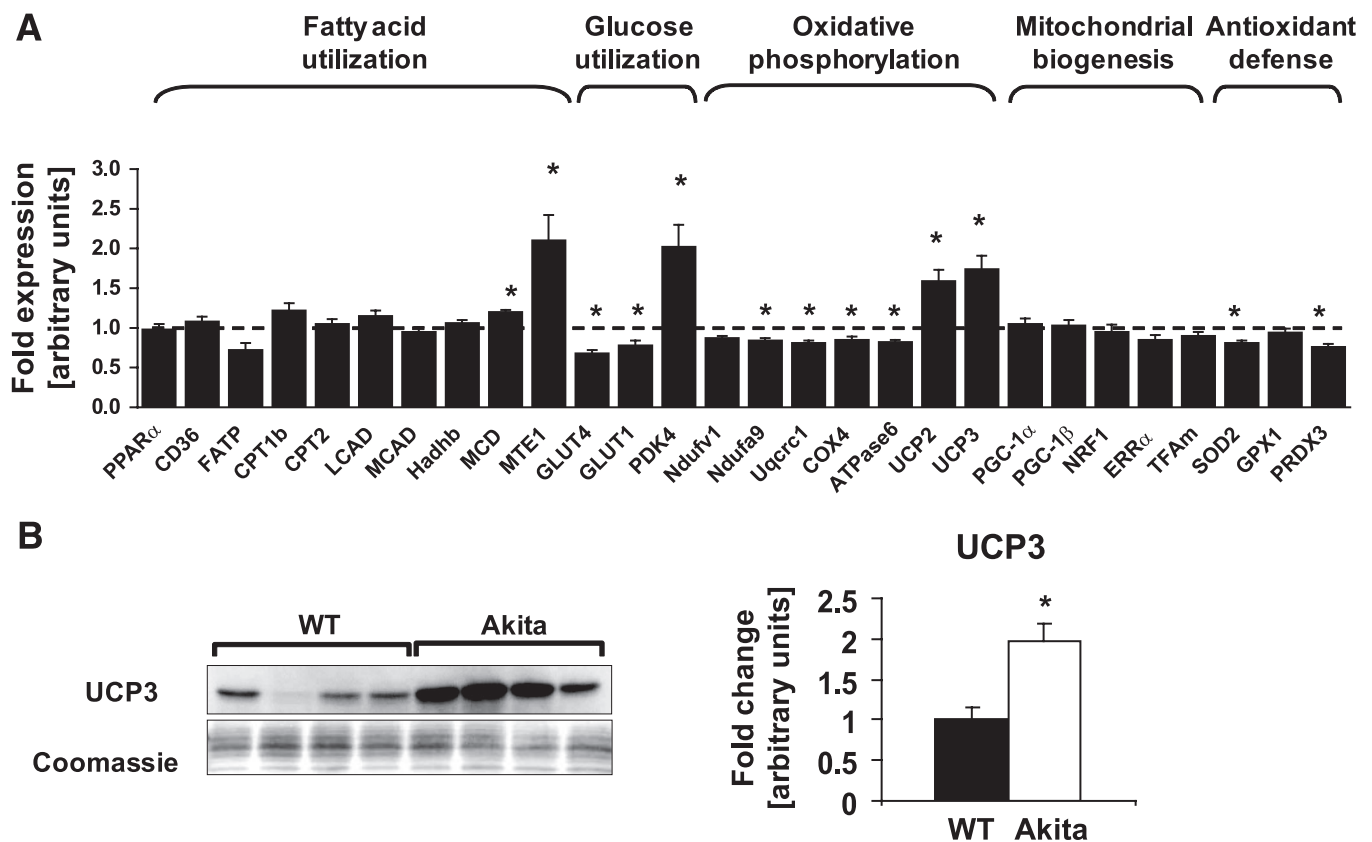 A
Fatty acid utilization
Glucose utilization
Oxidative phosphorylation
Mitochondrial biogenesis
Antioxidant defense
Fold expression
[arbitrary units]
3.0
2.5
2.0
1.5
1.0
0.5
0.0
* * * * * * * * * * * * *
PPARα
CD36
FATP
CPT1b
CPT2
LCAD
MCAD
Hadhb
MCD
MTE1
GLUT4
GLUT1
PDK4
Ndufv1
Ndufa9
Uqcrc1
COX4
ATPase6
UCP2
UCP3
PGC-1α
PGC-1β
NRF1
ERRα
TFAm
SOD2
GPX1
PRDX3
B
WT
Akita
UCP3
Coomassie
UCP3
Fold change
[arbitrary units]
2.5
2
1.5
1
0.5
0
*
WT
Akita